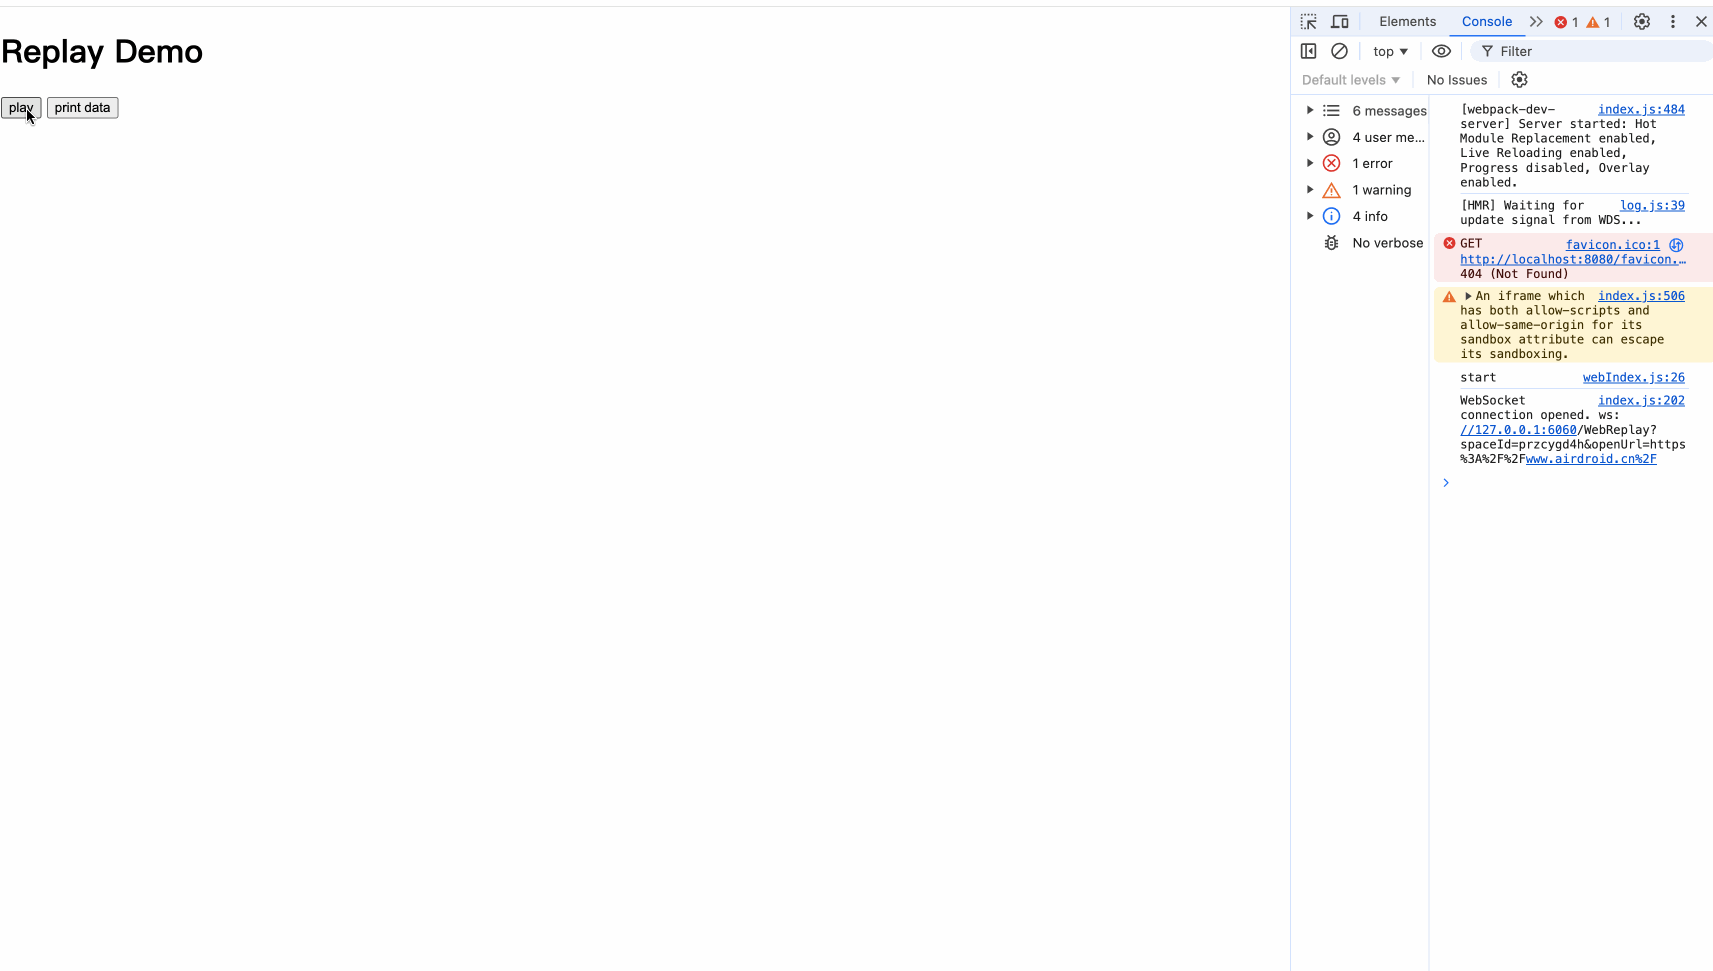 Replay Demo
play print data
Elements Console 1 1
top Filter
Default levels No Issues
6 messages
4 user me...
1 error
1 warning
4 info
No verbose
[webpack-dev- index.js:484
server] Server started: Hot
Module Replacement enabled,
Live Reloading enabled,
Progress disabled, Overlay
enabled.
[HMR] Waiting for log.js:39
update signal from WDS...
GET favicon.ico:1
http://localhost:8080/favicon.…
404 (Not Found)
An iframe which index.js:506
has both allow-scripts and
allow-same-origin for its
sandbox attribute can escape
its sandboxing.
start webIndex.js:26
WebSocket index.js:202
connection opened. ws:
//127.0.0.1:6060/WebReplay?
spaceId=przcygd4h&openUrl=https
%3A%2F%2Fwww.airdroid.cn%2F